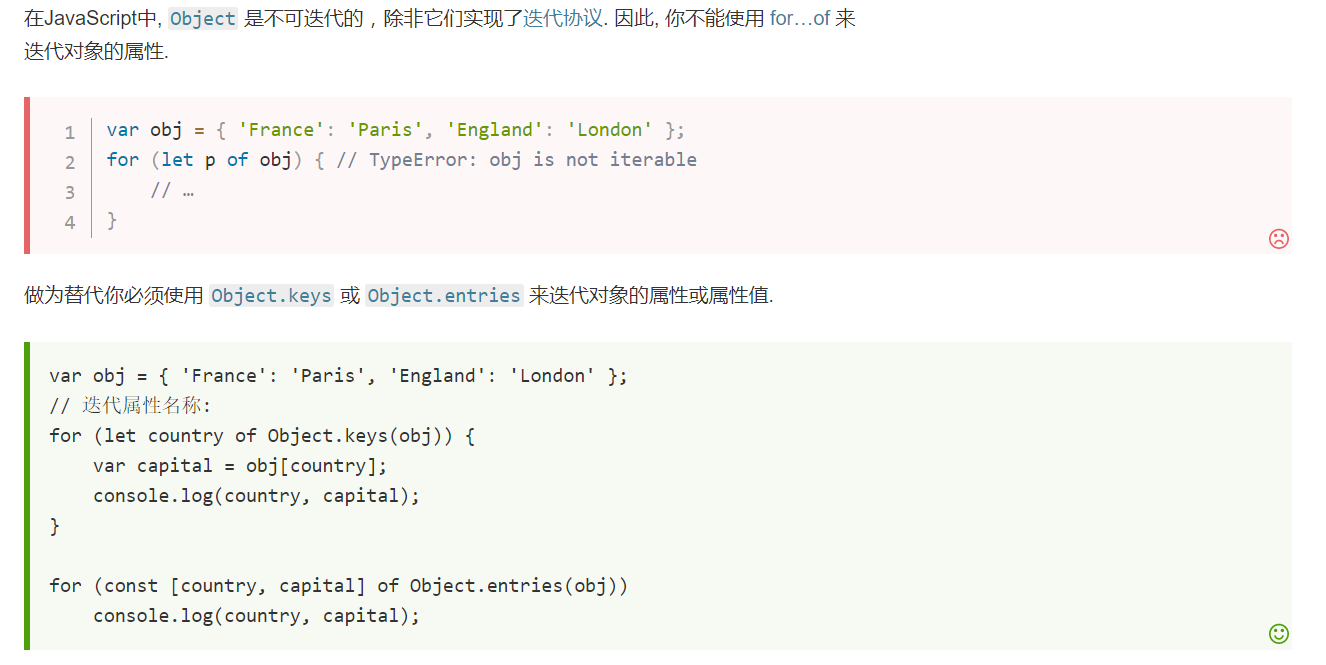 在JavaScript中, Object 是不可迭代的，除非它们实现了迭代协议. 因此, 你不能使用 for…of 来
迭代对象的属性.
1 var obj = { 'France': 'Paris', 'England': 'London' };
2 for (let p of obj) { // TypeError: obj is not iterable
3     // …
4 }
做为替代你必须使用 Object.keys 或 Object.entries 来迭代对象的属性或属性值.
var obj = { 'France': 'Paris', 'England': 'London' };
// 迭代属性名称:
for (let country of Object.keys(obj)) {
    var capital = obj[country];
    console.log(country, capital);
}
for (const [country, capital] of Object.entries(obj))
    console.log(country, capital);